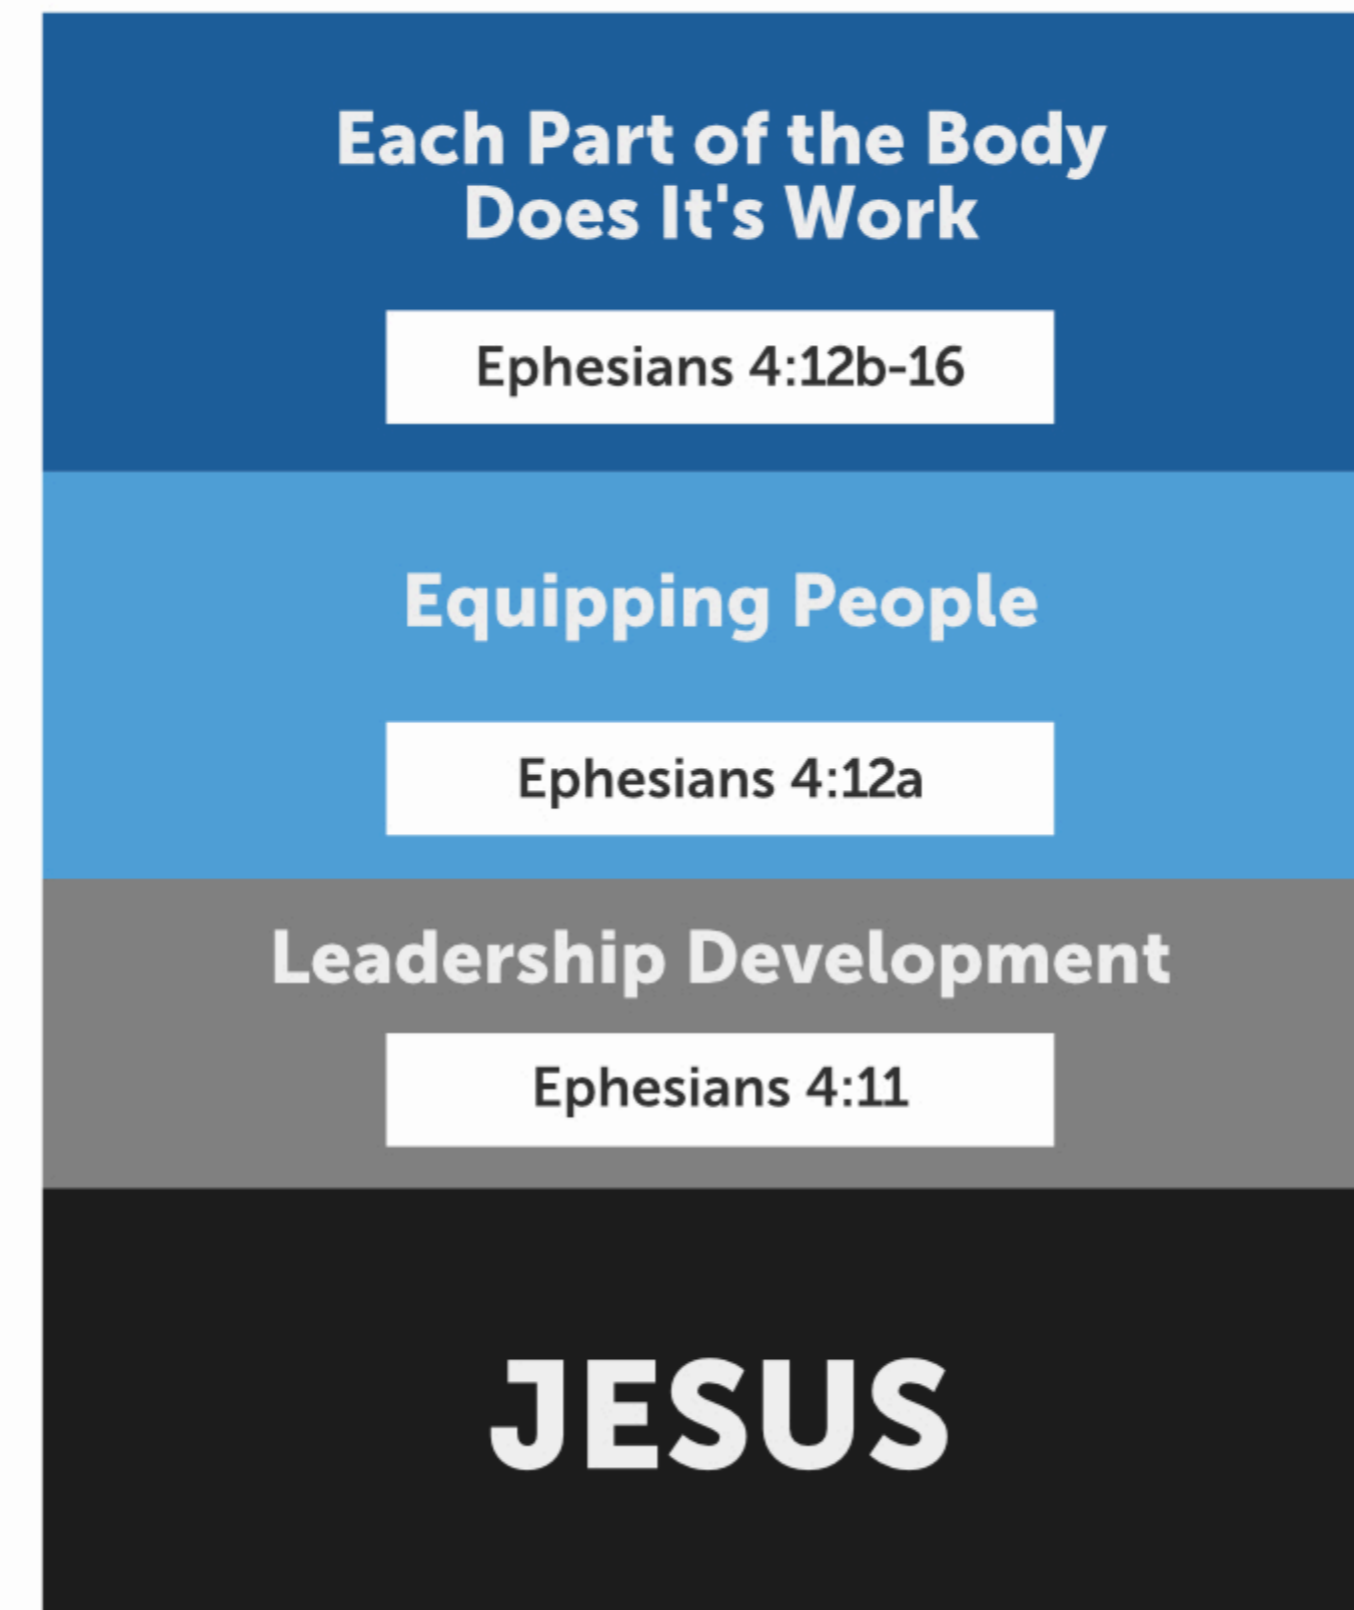 Each Part of the Body
Does It's Work
Ephesians 4:12b-16
Equipping People
Ephesians 4:12a
Leadership Development
Ephesians 4:11
JESUS